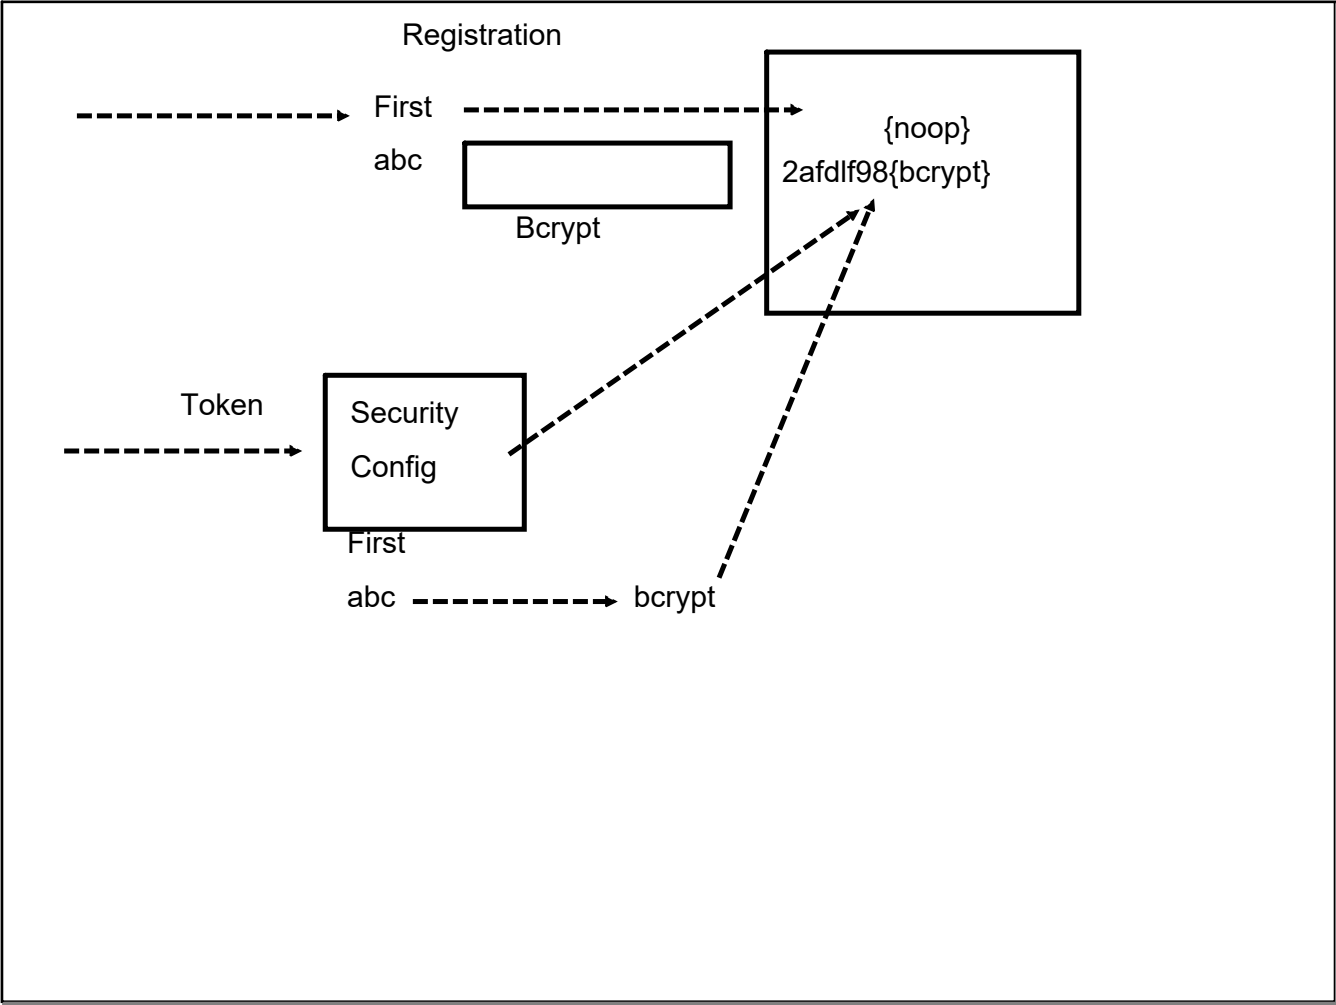 Registration
First
abc
Bcrypt
{noop}
2afdlf98{bcrypt}
Token
Security
Config
First
abc
bcrypt